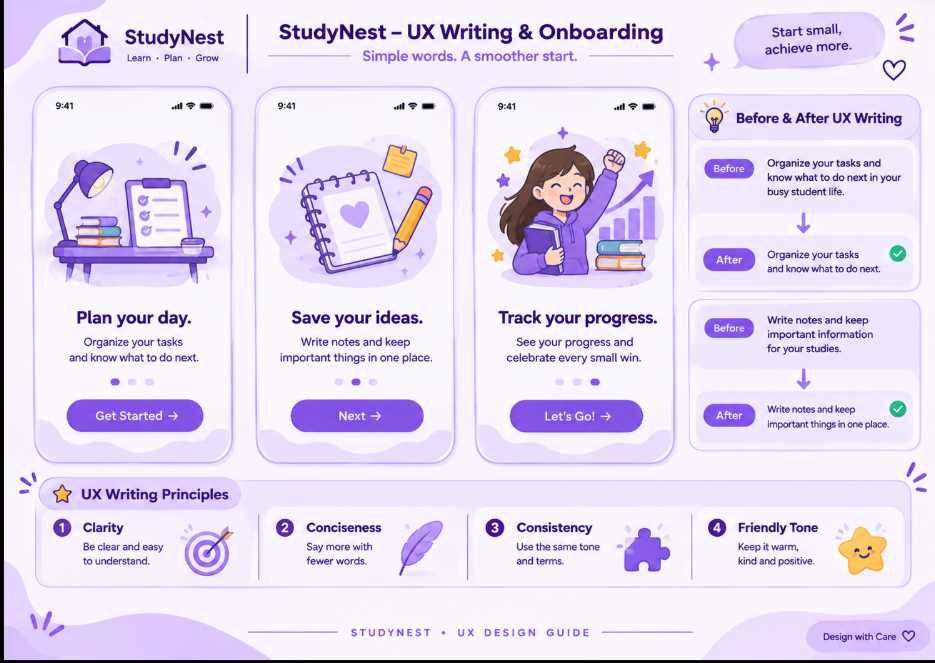 StudyNest
Learn · Plan · Grow
StudyNest – UX Writing & Onboarding
Simple words. A smoother start.
Start small,
achieve more.
9:41
Plan your day.
Organize your tasks
and know what to do next.
Get Started →
9:41
Save your ideas.
Write notes and keep
important things in one place.
Next →
9:41
Track your progress.
See your progress and
celebrate every small win.
Let's Go! →
Before & After UX Writing
Before
Organize your tasks and
know what to do next in your
busy student life.
After
Organize your tasks
and know what to do next.
Before
Write notes and keep
important information
for your studies.
After
Write notes and keep
important things in one place.
UX Writing Principles
1 Clarity
Be clear and easy
to understand.
2 Conciseness
Say more with
fewer words.
3 Consistency
Use the same tone
and terms.
4 Friendly Tone
Keep it warm,
kind and positive.
STUDYNEST • UX DESIGN GUIDE
Design with Care